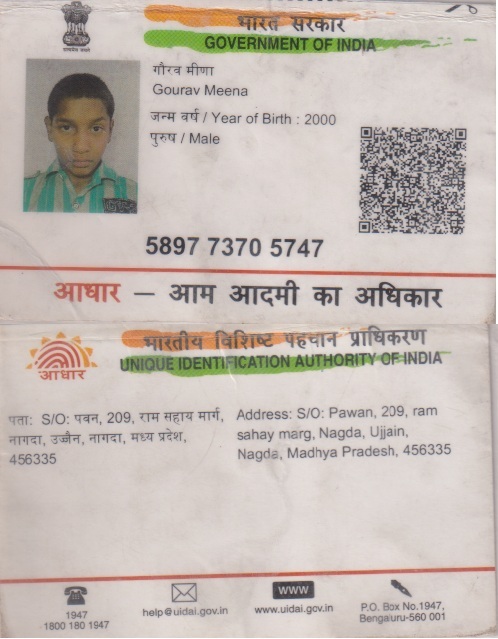 भारत सरकार
GOVERNMENT OF INDIA
गौरव मीणा
Gourav Meena
जन्म वर्ष / Year of Birth : 2000
पुरुष / Male
5897 7370 5747
आधार – आम आदमी का अधिकार
भारतीय विशिष्ट पहचान प्राधिकरण
UNIQUE IDENTIFICATION AUTHORITY OF INDIA
आधार
पता: S/O: पवन, 209, राम सहाय मार्ग,
नागदा, उज्जैन, नागदा, मध्य प्रदेश,
456335
Address: S/O: Pawan, 209, ram
sahay marg, Nagda, Ujjain,
Nagda, Madhya Pradesh, 456335
1947
1800 180 1947
help@uidai.gov.in
www
www.uidai.gov.in
P.O. Box No.1947,
Bengaluru-560 001